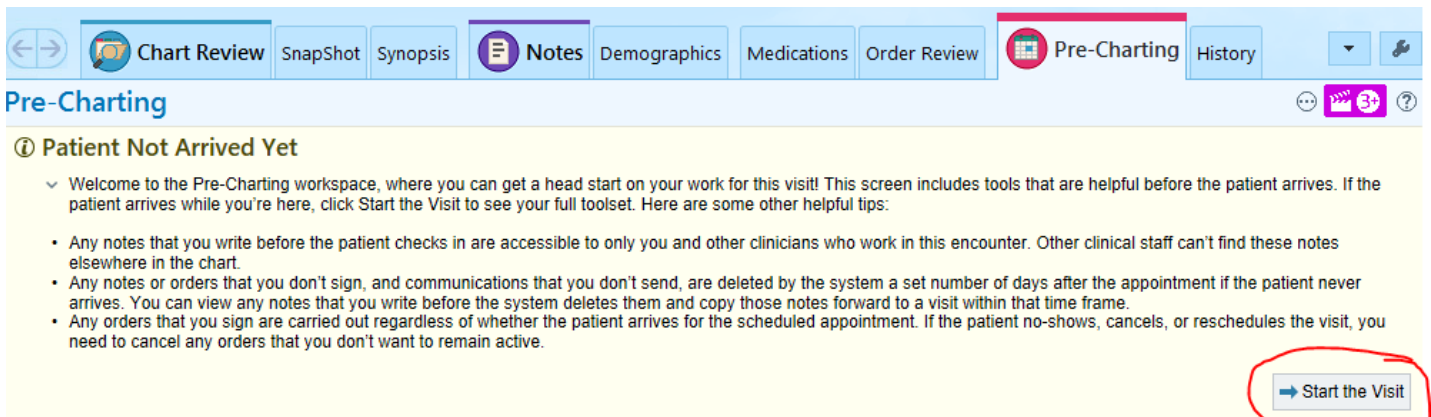 Chart Review SnapShot Synopsis Notes Demographics Medications Order Review Pre-Charting History
Pre-Charting
3+
?
i Patient Not Arrived Yet
Welcome to the Pre-Charting workspace, where you can get a head start on your work for this visit! This screen includes tools that are helpful before the patient arrives. If the
patient arrives while you're here, click Start the Visit to see your full toolset. Here are some other helpful tips:
• Any notes that you write before the patient checks in are accessible to only you and other clinicians who work in this encounter. Other clinical staff can't find these notes
elsewhere in the chart.
• Any notes or orders that you don't sign, and communications that you don't send, are deleted by the system a set number of days after the appointment if the patient never
arrives. You can view any notes that you write before the system deletes them and copy those notes forward to a visit within that time frame.
• Any orders that you sign are carried out regardless of whether the patient arrives for the scheduled appointment. If the patient no-shows, cancels, or reschedules the visit, you
need to cancel any orders that you don't want to remain active.
Start the Visit